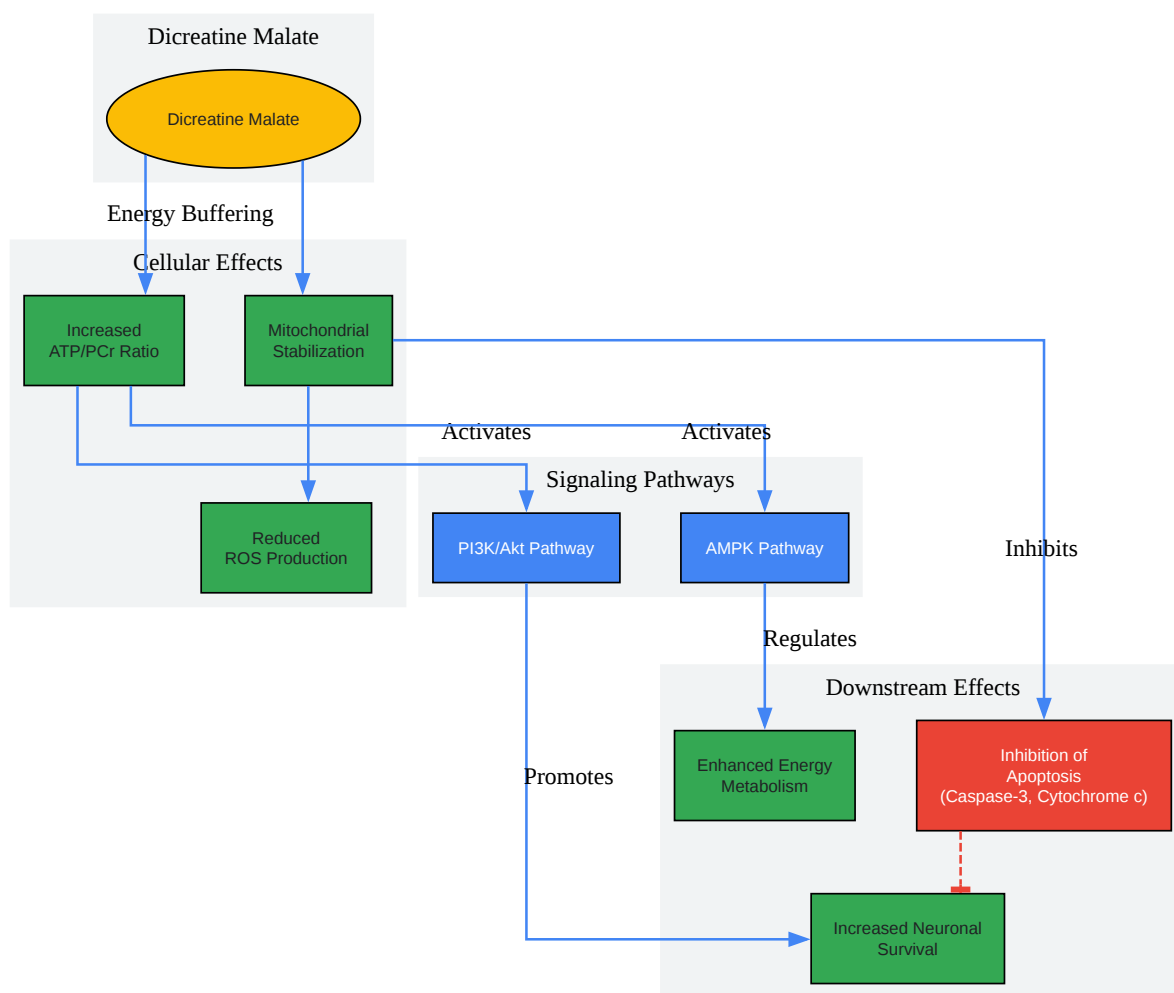 Dicreatine Malate
Dicreatine Malate
Energy Buffering
Cellular Effects
Increased
ATP/PCr Ratio
Mitochondrial
Stabilization
Activates
Activates
Signaling Pathways
Reduced
ROS Production
PI3K/Akt Pathway
AMPK Pathway
Inhibits
Regulates
Downstream Effects
Enhanced Energy
Metabolism
Inhibition of
Apoptosis
(Caspase-3, Cytochrome c)
Promotes
Increased Neuronal
Survival